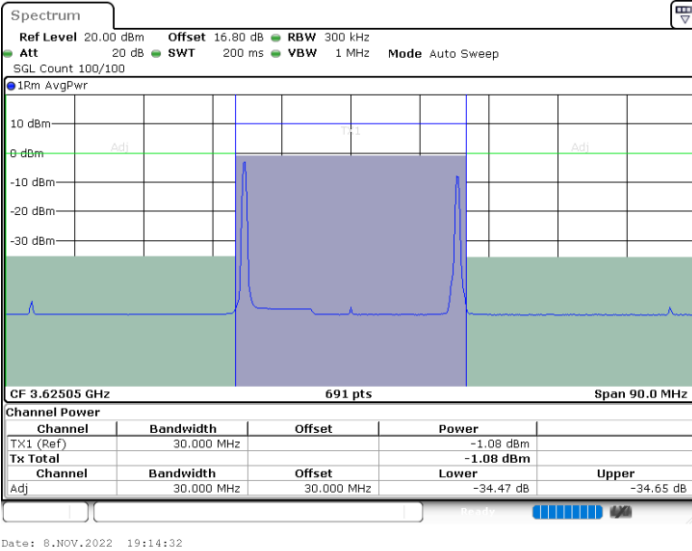 Spectrum
Ref Level 20.00 dBm Offset 16.80 dB RBW 300 kHz
Att 20 dB SWT 200 ms VBW 1 MHz Mode Auto Sweep
SGL Count 100/100
1Rm AvgPwr
10 dBm
TX1
Adj
Adj
0 dBm
-10 dBm
-20 dBm
-30 dBm
CF 3.62505 GHz 691 pts Span 90.0 MHz
Channel Power
Channel Bandwidth Offset Power
TX1 (Ref) 30.000 MHz -1.08 dBm
Tx Total -1.08 dBm
Channel Bandwidth Offset Lower Upper
Adj 30.000 MHz 30.000 MHz -34.47 dB -34.65 dB
Ready
Date: 8.NOV.2022 19:14:32